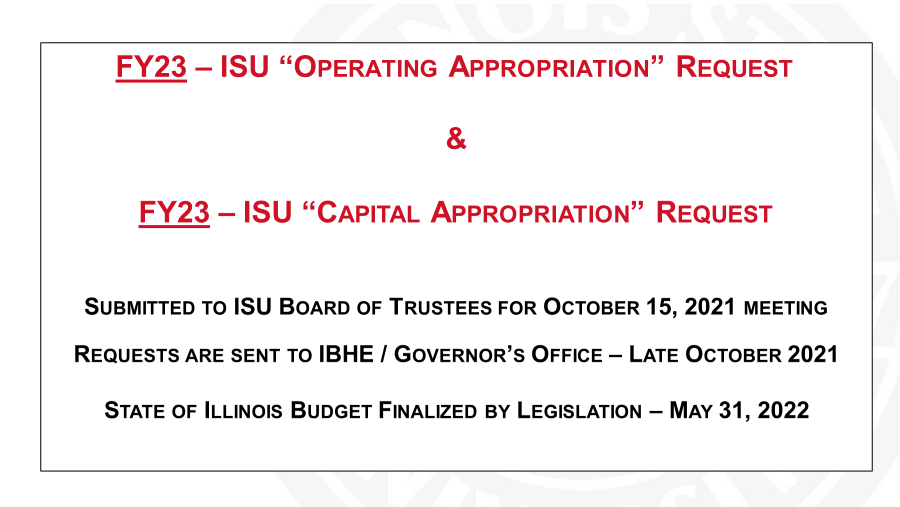 FY23 – ISU “Operating Appropriation” Request
&
FY23 – ISU “Capital Appropriation” Request
Submitted to ISU Board of Trustees for October 15, 2021 meeting
Requests are sent to IBHE / Governor’s Office – Late October 2021
State of Illinois Budget Finalized by Legislation – May 31, 2022